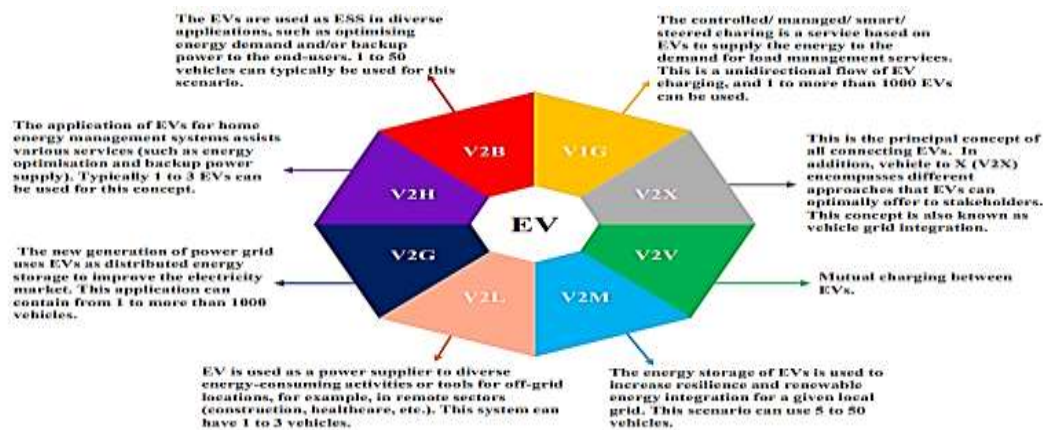 The EVs are used as ESS in diverse
applications, such as optimising
energy demand and/or backup
power to the end-users. 1 to 50
vehicles can typically be used for this
scenario.
The controlled/ managed/ smart/
steered charing is a service based on
EVs to supply the energy to the
demand for load management services.
This is a unidirectional flow of EV
charging, and 1 to more than 1000 EVs
can be used.
The application of EVs for home
energy management systems assists
various services (such as energy
optimisation and backup power
supply). Typically 1 to 3 EVs can
be used for this concept.
V2B
V1G
V2H
V2X
EV
V2G
V2V
V2L
V2M
This is the principal concept of
all connecting EVs. In
addition, vehicle to X (V2X)
encompasses different
approaches that EVs can
optimally offer to stakeholders.
This concept is also known as
vehicle grid integration.
The new generation of power grid
uses EVs as distributed energy
storage to improve the electricity
market. This application can
contain from 1 to more than 1000
vehicles.
Mutual charging between
EVs.
EV is used as a power supplier to diverse
energy-consuming activities or tools for off-grid
locations, for example, in remote sectors
(construction, healthcare, etc.). This system can
have 1 to 3 vehicles.
The energy storage of EVs is used to
increase resilience and renewable
energy integration for a given local
grid. This scenario can use 5 to 50
vehicles.